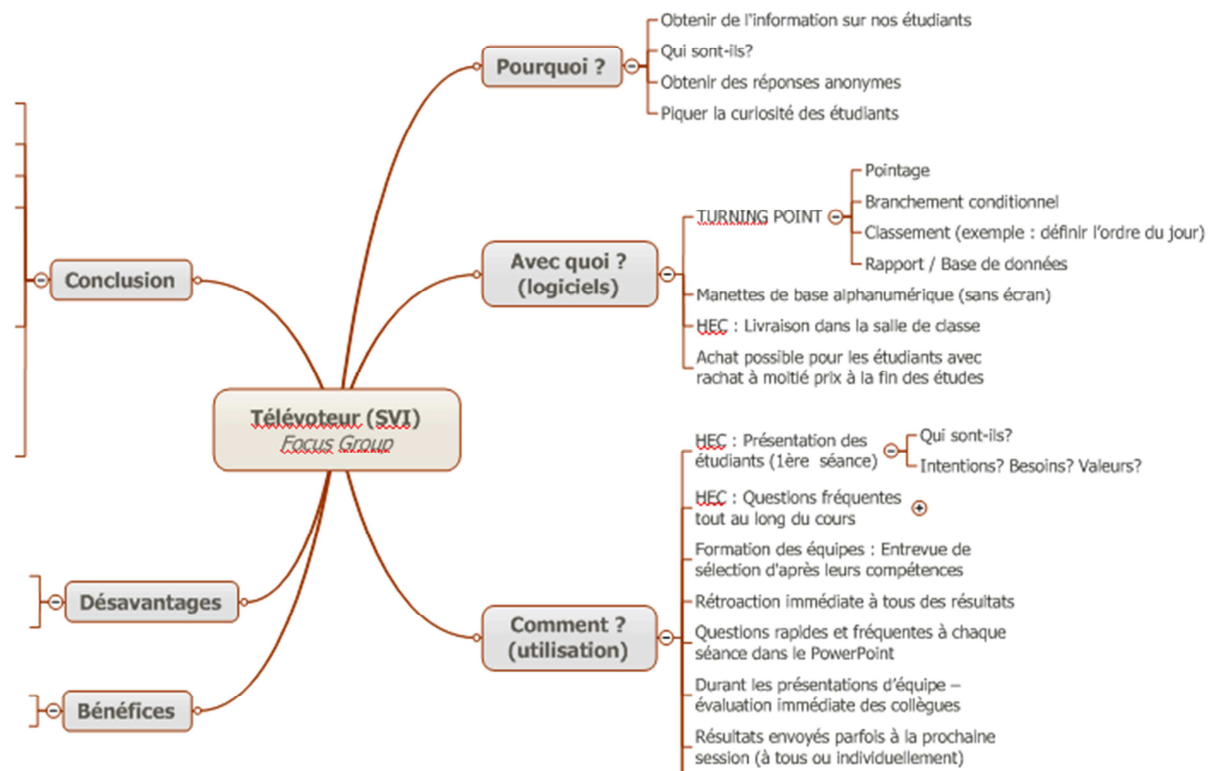 Pourquoi ?
Obtenir de l'information sur nos étudiants
Qui sont-ils?
Obtenir des réponses anonymes
Piquer la curiosité des étudiants
Avec quoi ?
(logiciels)
TURNING POINT
Pointage
Branchement conditionnel
Classement (exemple : définir l'ordre du jour)
Rapport / Base de données
Manettes de base alphanumérique (sans écran)
HEC : Livraison dans la salle de classe
Achat possible pour les étudiants avec
rachat à moitié prix à la fin des études
Conclusion
Télévoteur (SVI)
Focus Group
Désavantages
Bénéfices
Comment ?
(utilisation)
HEC : Présentation des
étudiants (1ère séance)
Qui sont-ils?
Intentions? Besoins? Valeurs?
HEC : Questions fréquentes
tout au long du cours
Formation des équipes : Entrevue de
sélection d'après leurs compétences
Rétroaction immédiate à tous des résultats
Questions rapides et fréquentes à chaque
séance dans le PowerPoint
Durant les présentations d'équipe –
évaluation immédiate des collègues
Résultats envoyés parfois à la prochaine
session (à tous ou individuellement)